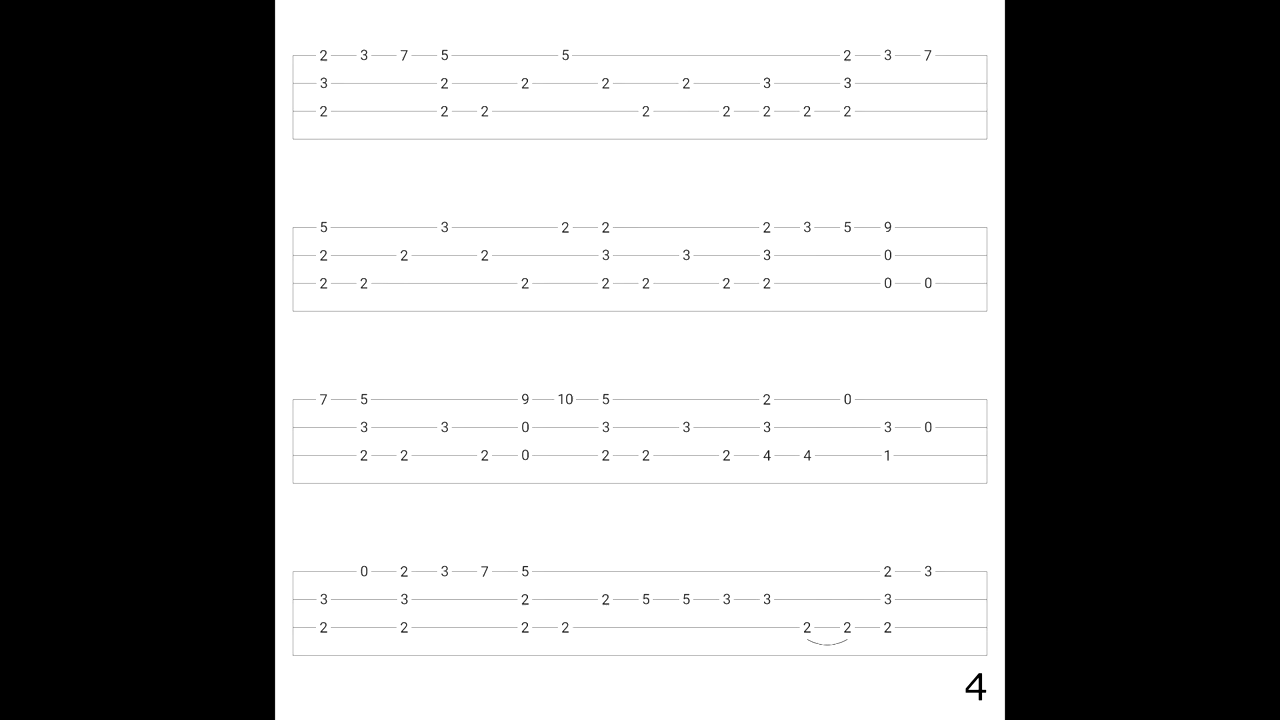 2 3 7 5 5 2 3 7
3 2 2 2 2 3 3
2 2 2 2 2 2 2 2
5 3 2 2 2 3 5 9
2 2 2 3 3 3 0
2 2 2 2 2 2 2 0 0
7 5 9 10 5 2 0
3 3 0 3 3 3 3 0
2 2 2 0 2 2 2 4 4 1
0 2 3 7 5 2 3
3 3 2 2 5 5 3 3 3
2 2 2 2 2 2 2
4